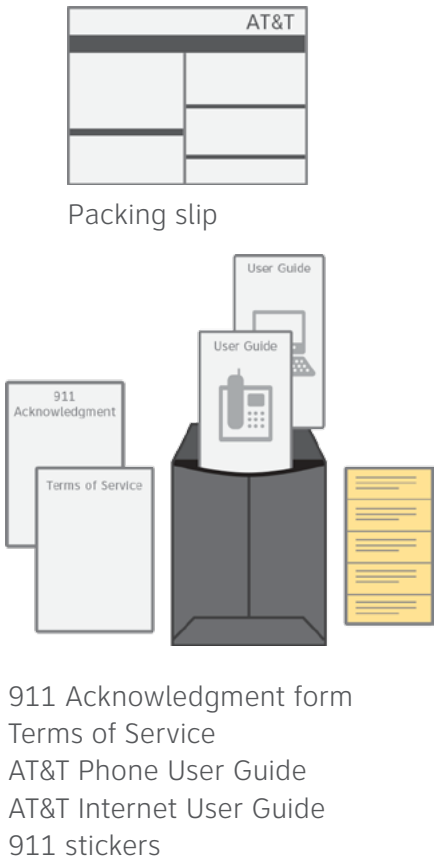 AT&T
Packing slip
User Guide
User Guide
911
Acknowledgment
Terms of Service
911 Acknowledgment form
Terms of Service
AT&T Phone User Guide
AT&T Internet User Guide
911 stickers